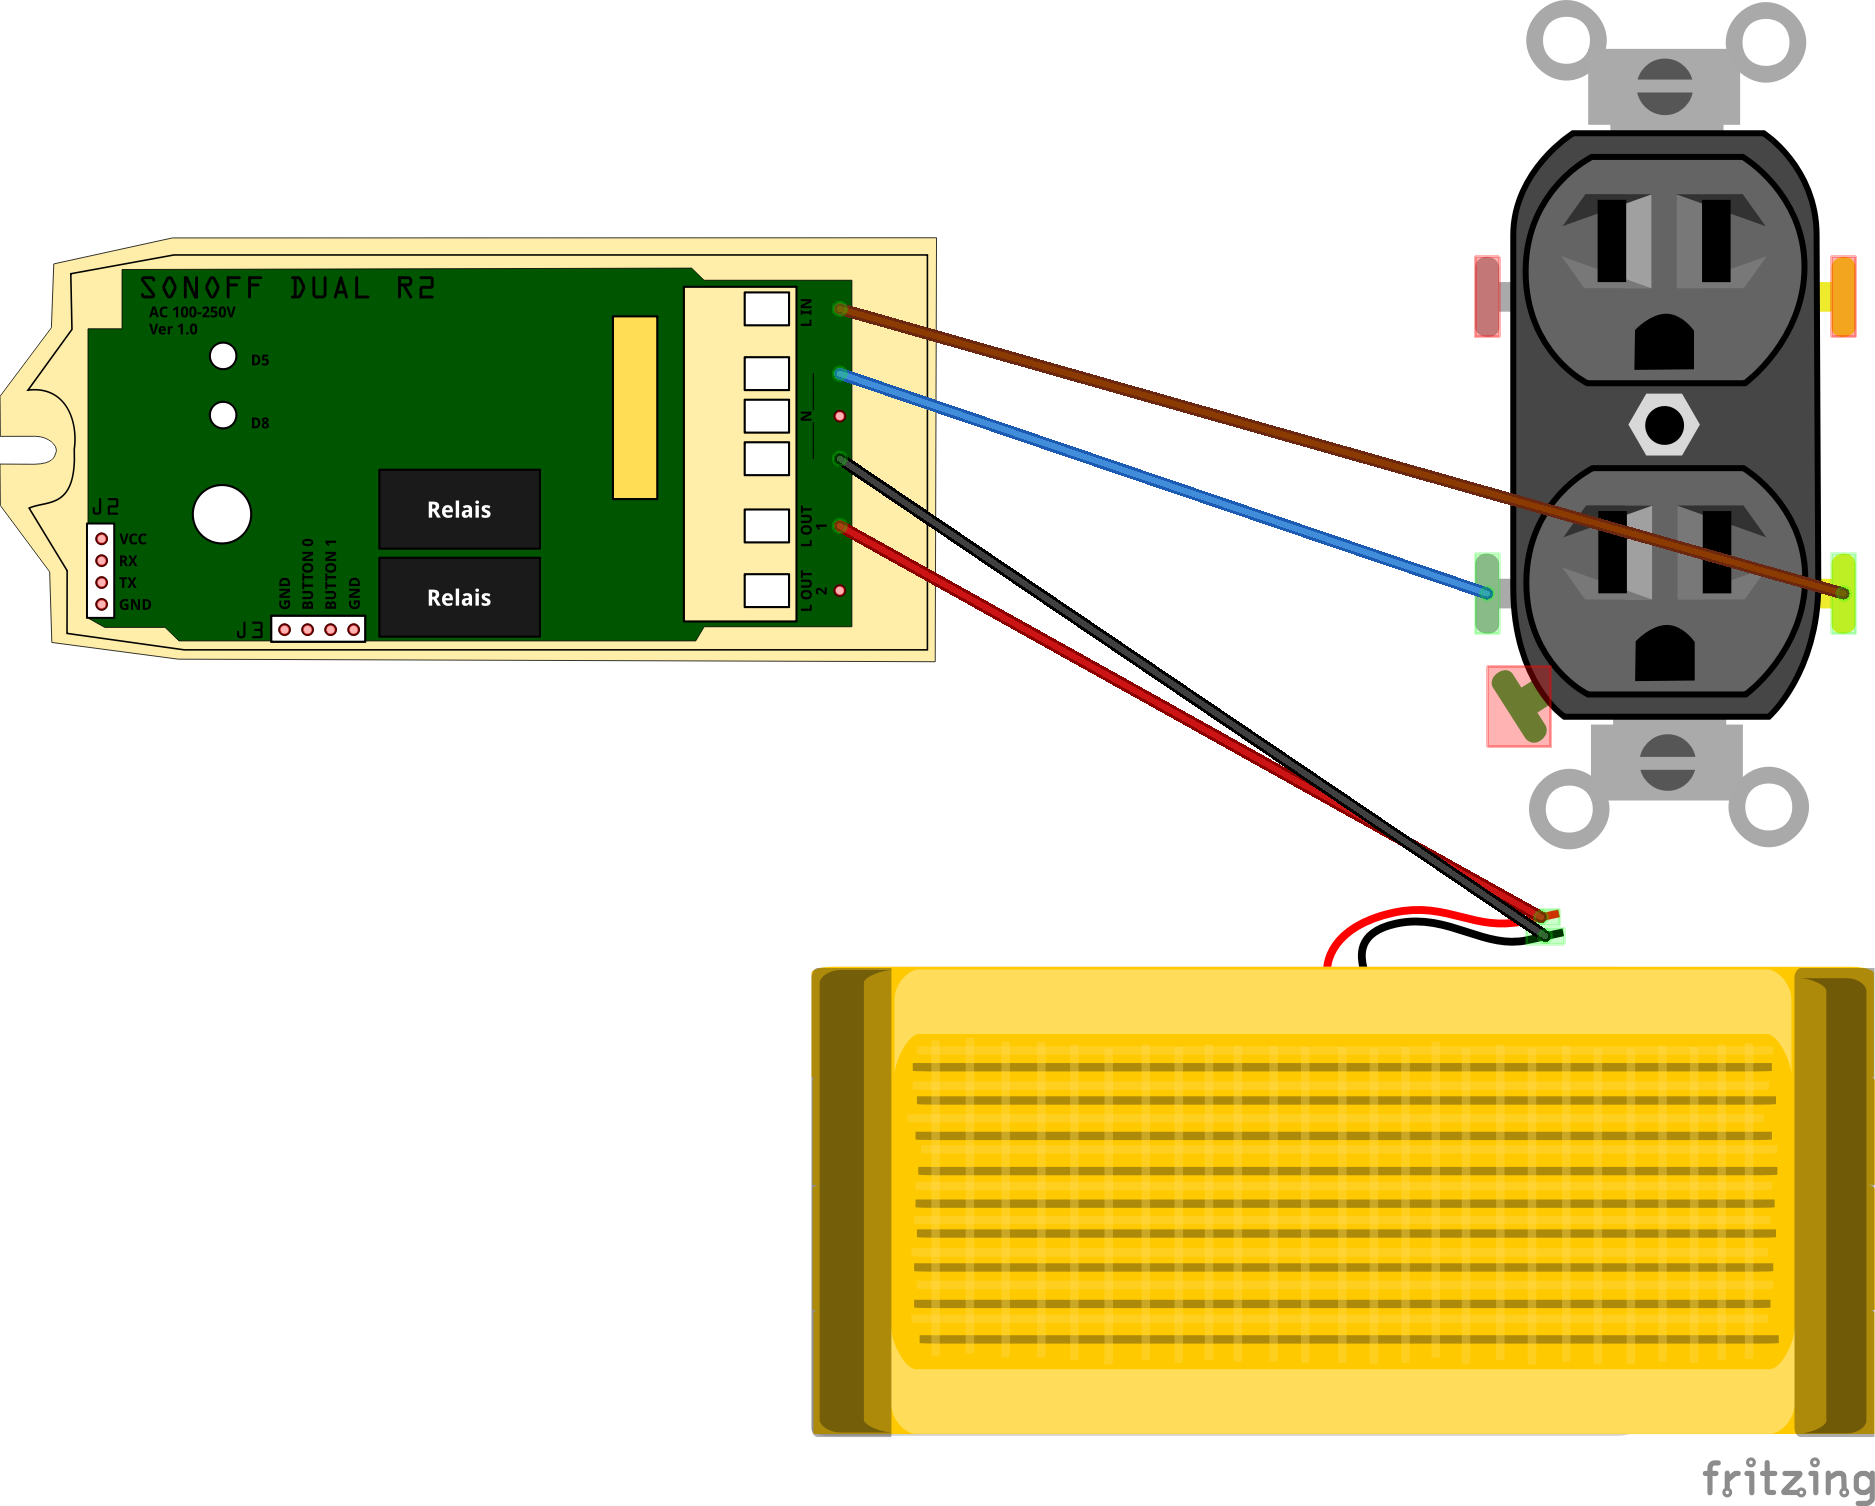 SONOFF DUAL R2
AC 100-250V
Ver 1.0
D5
D8
L IN
N
L OUT
1
L OUT
2
Relais
Relais
J2
VCC
RX
TX
GND
GND
BUTTON 0
BUTTON 1
GND
J3
fritzing